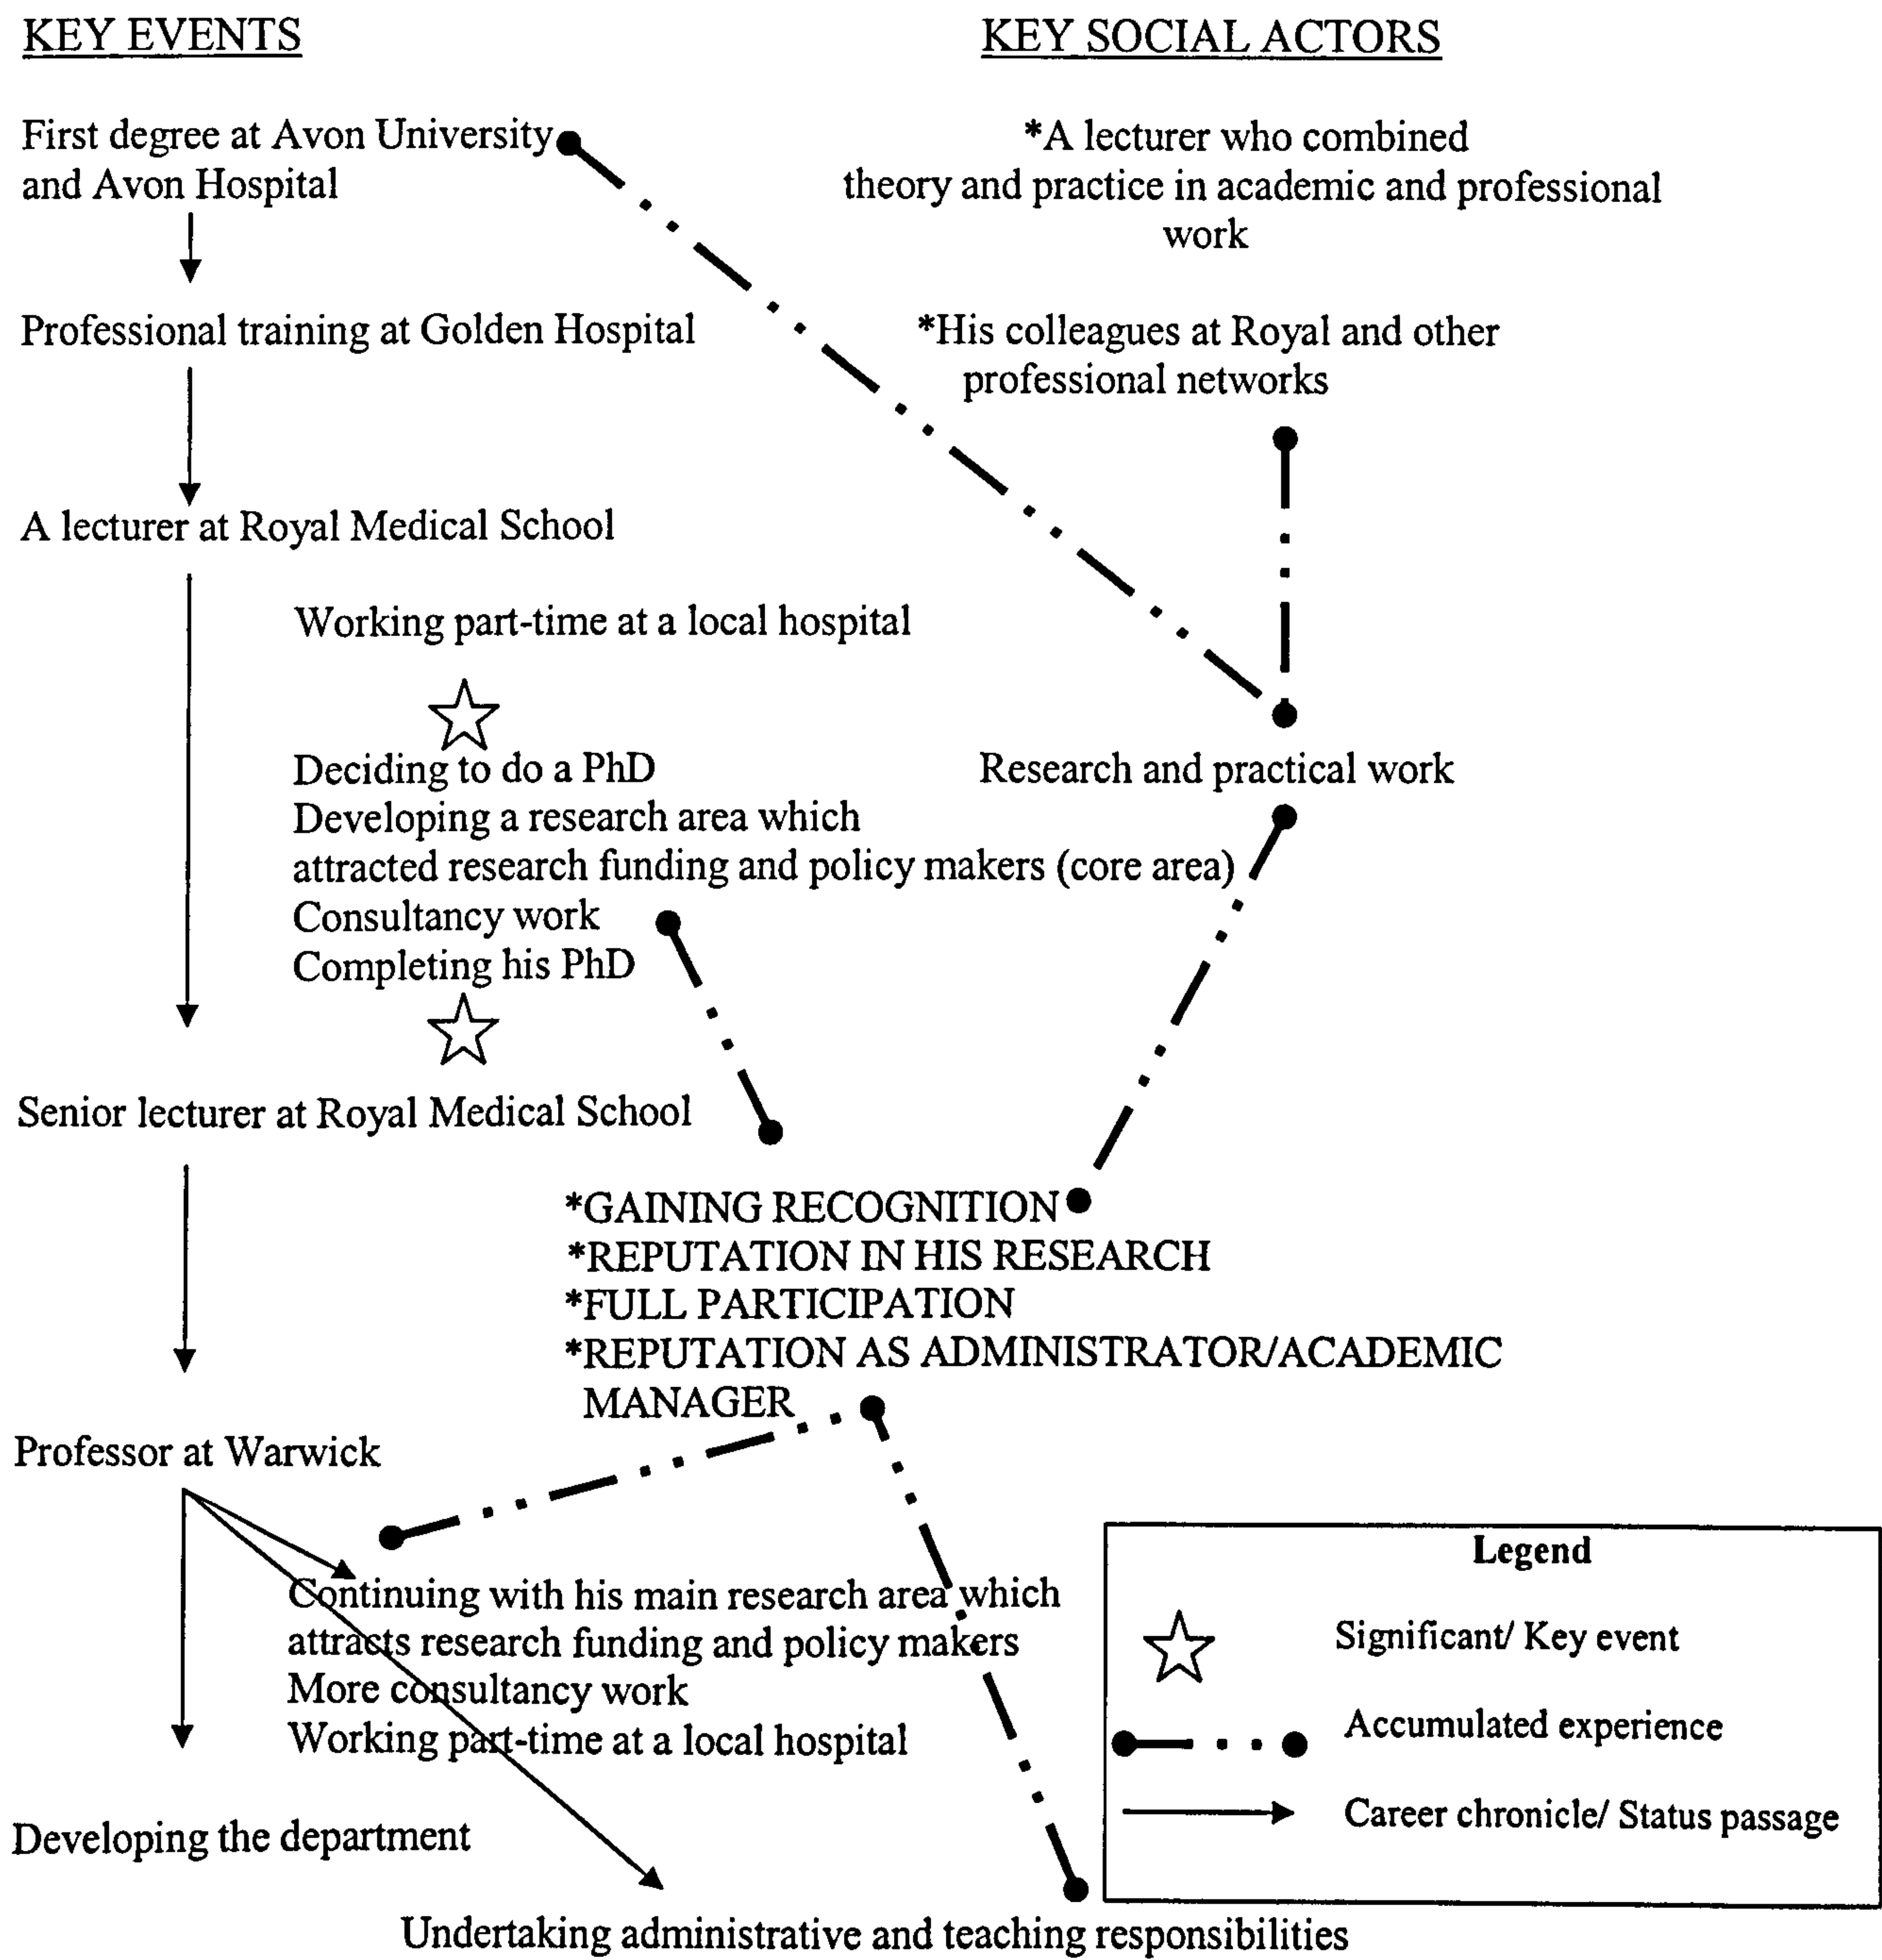 KEY EVENTS
KEY SOCIAL ACTORS
First degree at Avon University
and Avon Hospital
*A lecturer who combined
theory and practice in academic and professional
work
Professional training at Golden Hospital
*His colleagues at Royal and other
professional networks
A lecturer at Royal Medical School
Working part-time at a local hospital
Deciding to do a PhD
Developing a research area which
attracted research funding and policy makers (core area)
Consultancy work
Completing his PhD
Research and practical work
Senior lecturer at Royal Medical School
*GAINING RECOGNITION
*REPUTATION IN HIS RESEARCH
*FULL PARTICIPATION
*REPUTATION AS ADMINISTRATOR/ACADEMIC
MANAGER
Professor at Warwick
Continuing with his main research area which
attracts research funding and policy makers
More consultancy work
Working part-time at a local hospital
Developing the department
Undertaking administrative and teaching responsibilities
Legend
Significant/ Key event
Accumulated experience
Career chronicle/ Status passage